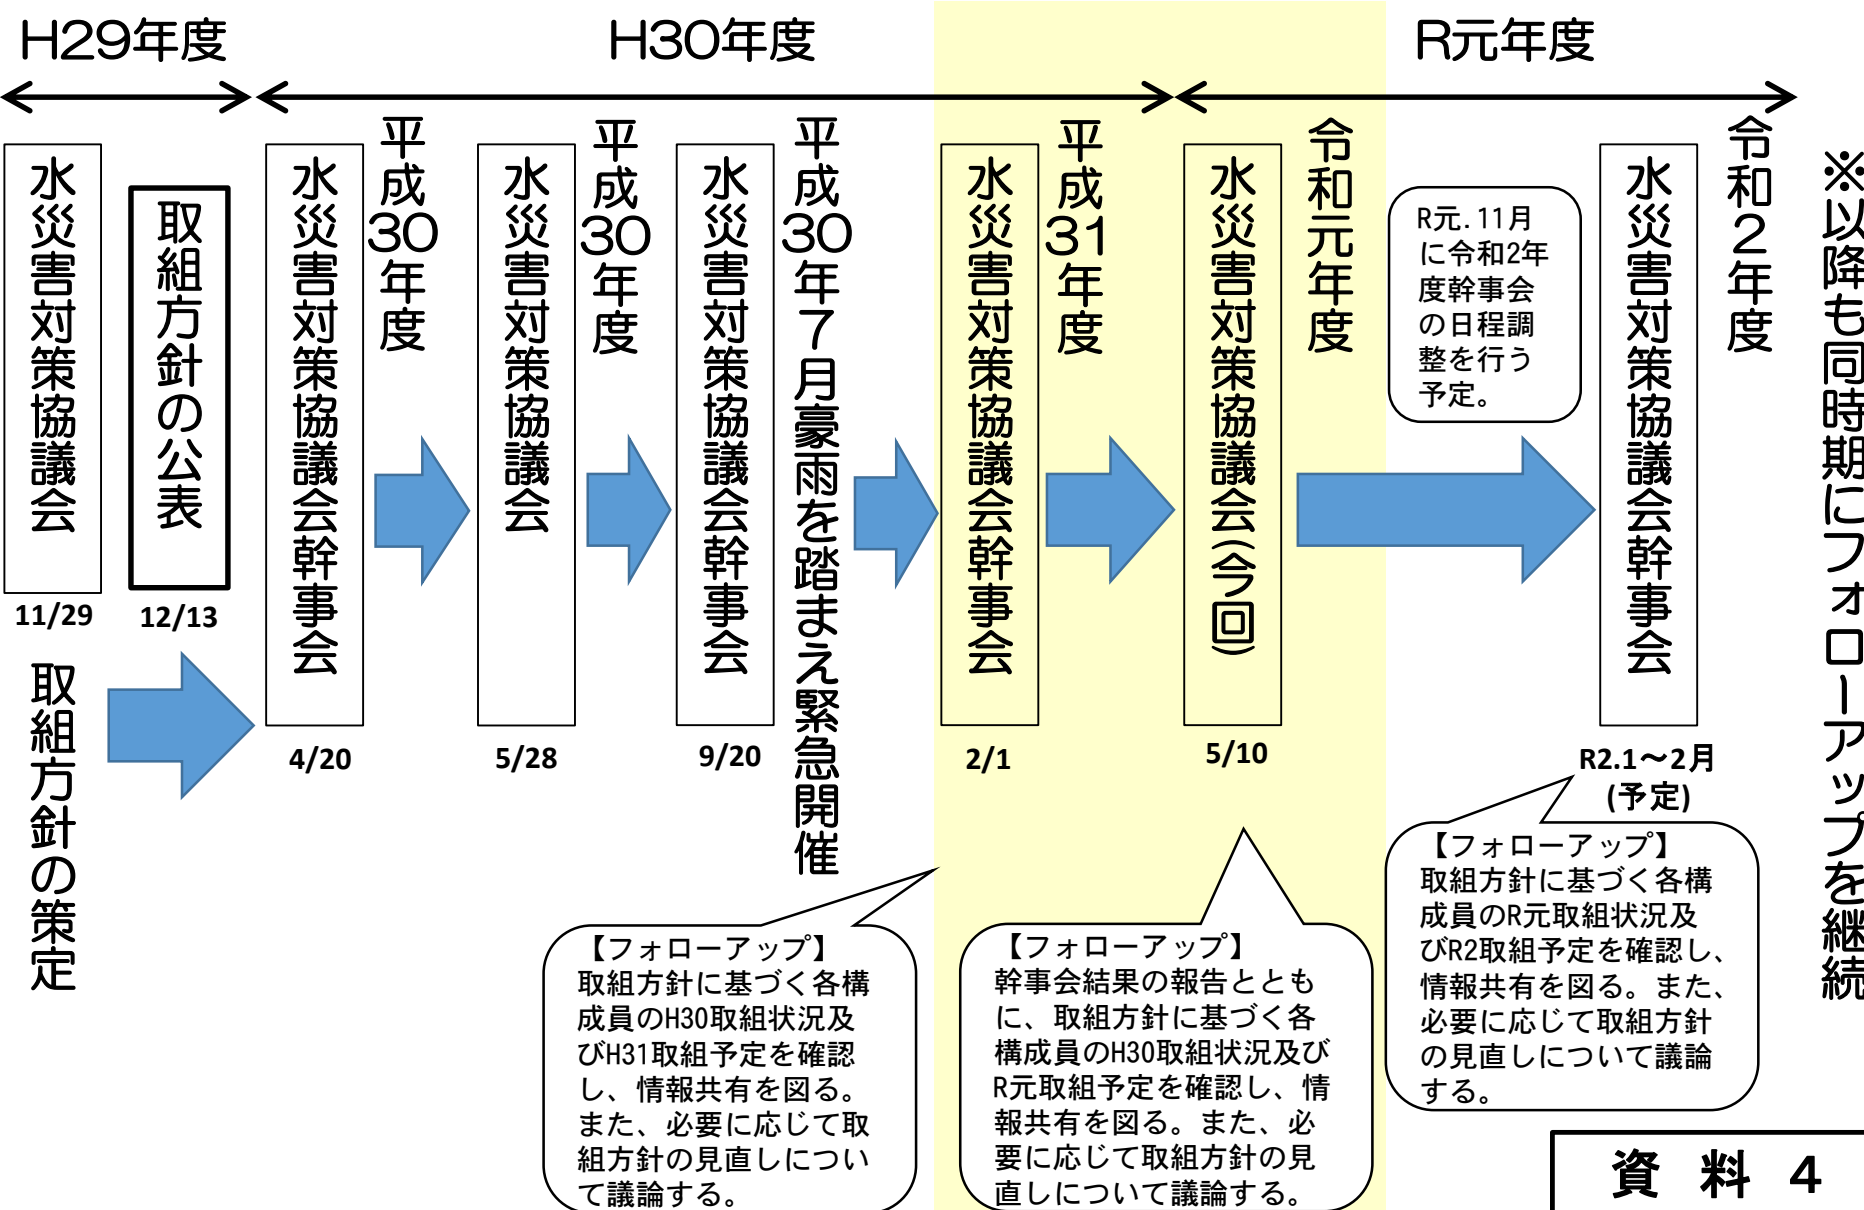 H29年度
H30年度
R元年度
水災害対策協議会
11/29
取組方針の策定
取組方針の公表
12/13
平成30年度
水災害対策協議会幹事会
4/20
平成30年度
水災害対策協議会
5/28
平成30年7月豪雨を踏まえ緊急開催
水災害対策協議会幹事会
9/20
平成31年度
水災害対策協議会幹事会
2/1
令和元年度
水災害対策協議会(今回)
5/10
R元.11月
に令和2年
度幹事会
の日程調
整を行う
予定。
令和2年度
水災害対策協議会幹事会
R2.1～2月
(予定)
※以降も同時期にフォローアップを継続
【フォローアップ】
取組方針に基づく各構
成員のH30取組状況及
びH31取組予定を確認
し、情報共有を図る。
また、必要に応じて取
組方針の見直しについ
て議論する。
【フォローアップ】
幹事会結果の報告ととも
に、取組方針に基づく各
構成員のH30取組状況及び
R元取組予定を確認し、情
報共有を図る。また、必
要に応じて取組方針の見
直しについて議論する。
【フォローアップ】
取組方針に基づく各構
成員のR元取組状況及
びR2取組予定を確認し、
情報共有を図る。また、
必要に応じて取組方針
の見直しについて議論
する。
資 料 4